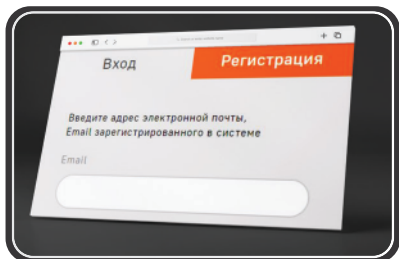 Вход
Регистрация
Введите адрес электронной почты,
Email зарегистрированного в системе
Email